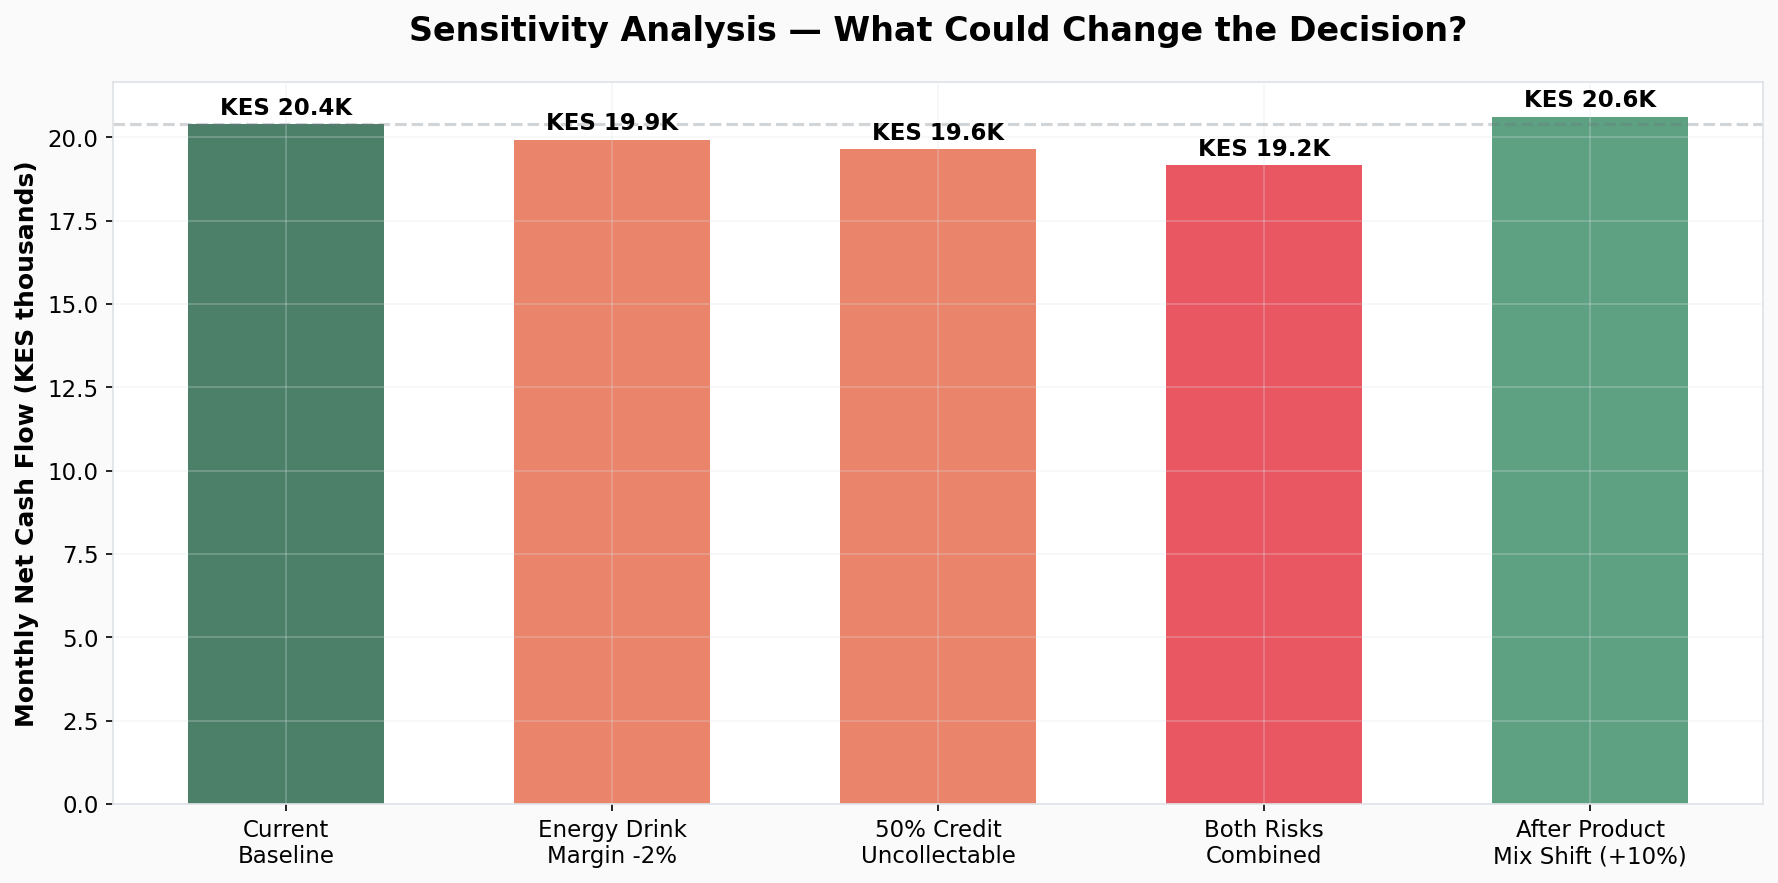 Sensitivity Analysis — What Could Change the Decision?
Monthly Net Cash Flow (KES thousands)
20.0
17.5
15.0
12.5
10.0
7.5
5.0
2.5
0.0
KES 20.4K
KES 19.9K
KES 19.6K
KES 19.2K
KES 20.6K
Current
Baseline
Energy Drink
Margin -2%
50% Credit
Uncollectable
Both Risks
Combined
After Product
Mix Shift (+10%)